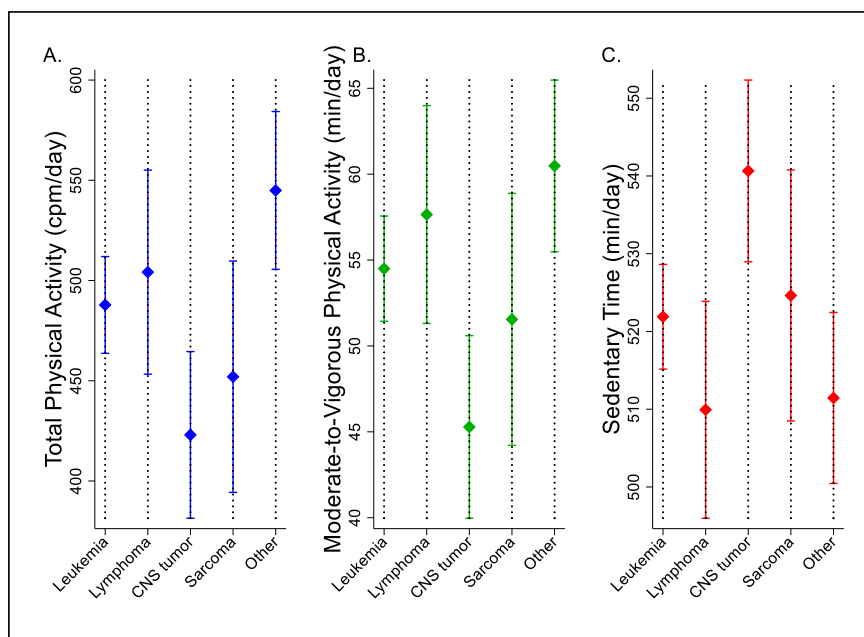 A.
Total Physical Activity (cpm/day)
600
550
500
450
400
Leukemia
Lymphoma
CNS tumor
Sarcoma
Other
B.
Moderate-to-Vigorous Physical Activity (min/day)
65
60
55
50
45
40
Leukemia
Lymphoma
CNS tumor
Sarcoma
Other
C.
Sedentary Time (min/day)
550
540
530
520
510
500
Leukemia
Lymphoma
CNS tumor
Sarcoma
Other